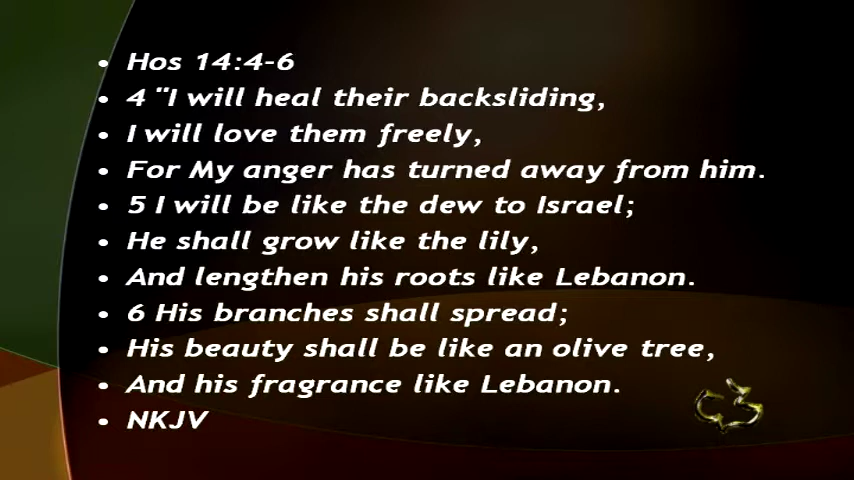 • Hos 14:4-6
• 4 "I will heal their backsliding,
• I will love them freely,
• For My anger has turned away from him.
• 5 I will be like the dew to Israel;
• He shall grow like the lily,
• And lengthen his roots like Lebanon.
• 6 His branches shall spread;
• His beauty shall be like an olive tree,
• And his fragrance like Lebanon.
• NKJV
C3